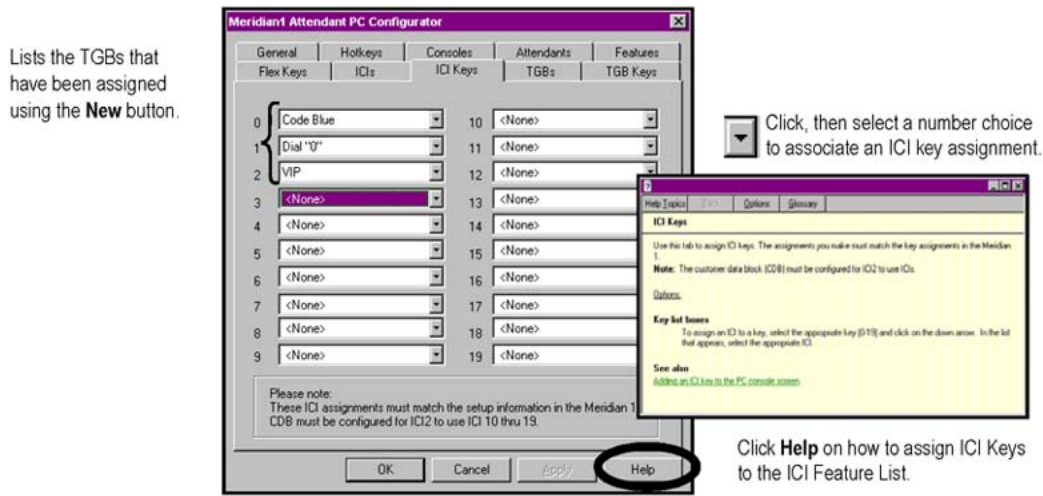 Lists the TGBs that
have been assigned
using the New button.
Meridian1 Attendant PC Configurator
General Hotkeys Consoles Attendants Features
Flex Keys ICIs ICI Keys TGBs TGB Keys
0 Code Blue 10 <None>
1 Dial "0" 11 <None>
2 VIP 12 <None>
3 <None> 13 <None>
4 <None> 14 <None>
5 <None> 15 <None>
6 <None> 16 <None>
7 <None> 17 <None>
8 <None> 18 <None>
9 <None> 19 <None>
Please note:
These ICI assignments must match the setup information in the Meridian 1
CDB must be configured for ICI2 to use ICI 10 thru 19.
OK Cancel Apply Help
Click, then select a number choice
to associate an ICI key assignment.
?
Help Topics Back Options Glossary
ICI Keys
Use this tab to assign ICI keys. The assignments you make must match the key assignments in the Meridian
1.
Note: The customer data block (CDB) must be configured for ICI2 to use ICIs.
Options:
Key list boxes
To assign an ICI to a key, select the appropriate key [0-19] and click on the down arrow. In the list
that appears, select the appropriate ICI.
See also
Adding an ICI key to the PC console screen
Click Help on how to assign ICI Keys
to the ICI Feature List.